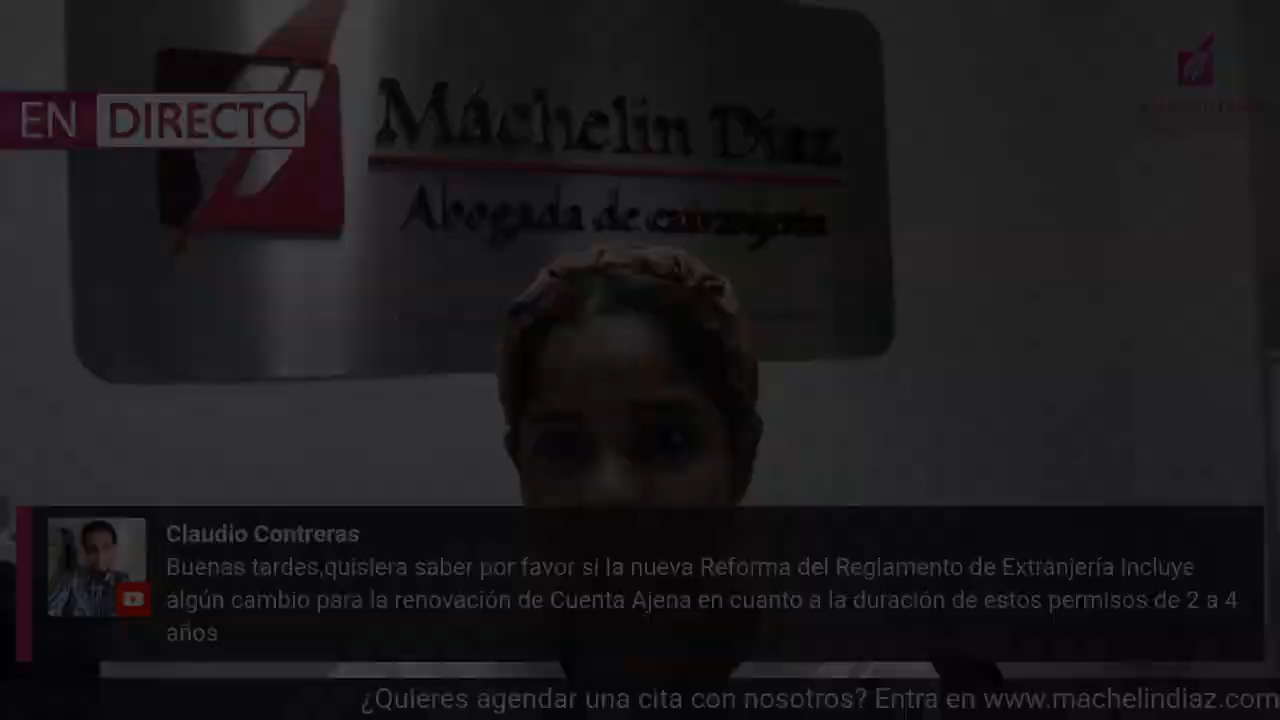 EN DIRECTO
Máchelin Díaz
Abogada de extranjería
Claudio Contreras
Buenas tardes,quisiera saber por favor si la nueva Reforma del Reglamento de Extranjería incluye
algún cambio para la renovación de Cuenta Ajena en cuanto a la duración de estos permisos de 2 a 4
años
¿Quieres agendar una cita con nosotros? Entra en www.machelindiaz.com